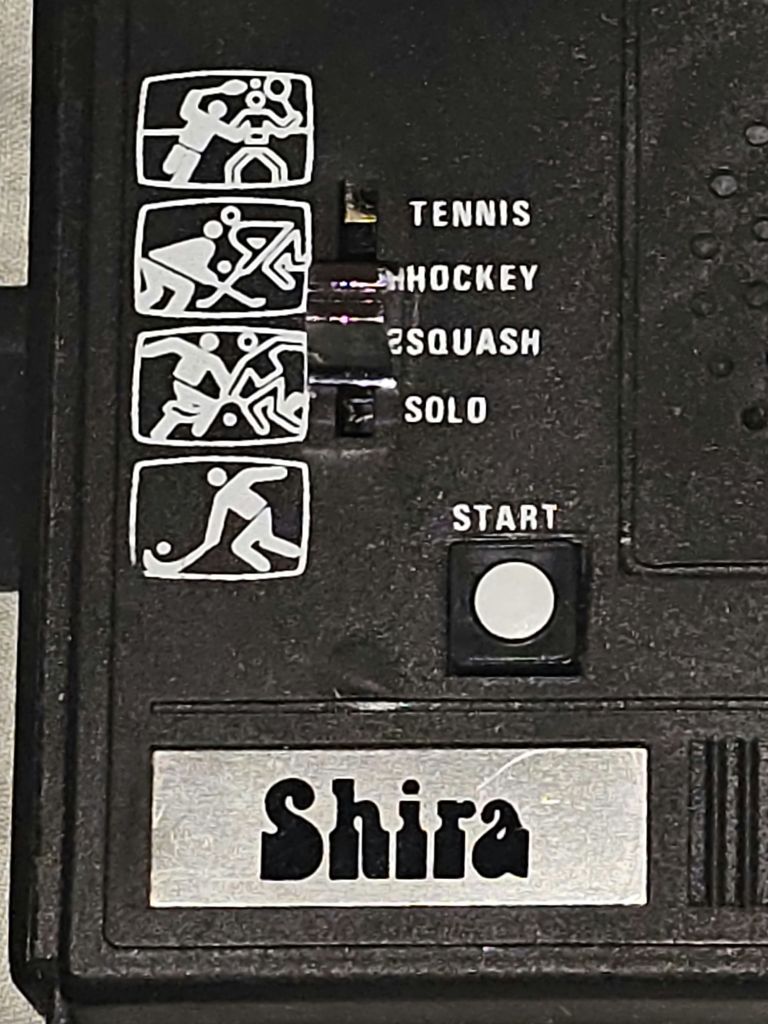 TENNIS
HOCKEY
SQUASH
SOLO
START
Shira